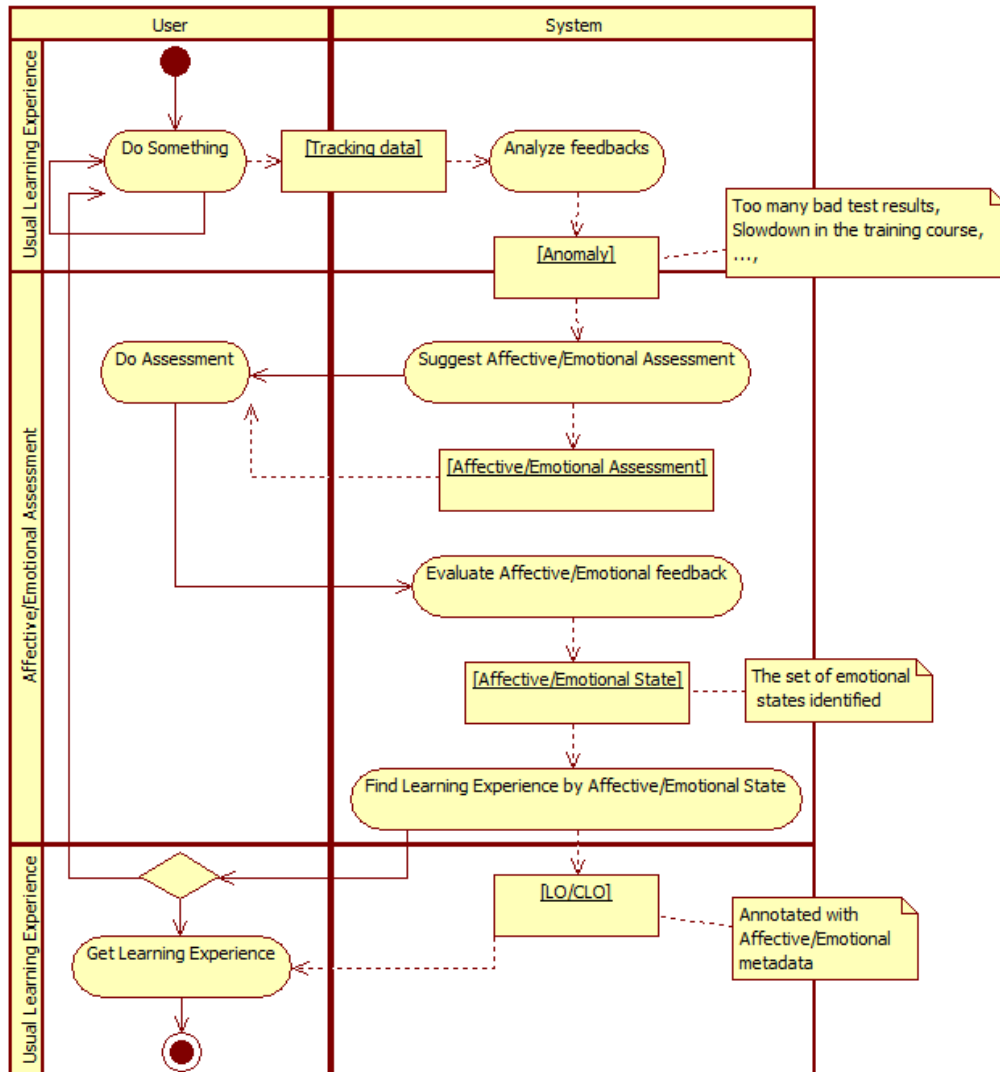 User
System
Usual Learning Experience
Do Something
[Tracking data]
Analyze feedbacks
Too many bad test results,
Slowdown in the training course,
...,
[Anomaly]
Affective/Emotional Assessment
Do Assessment
Suggest Affective/Emotional Assessment
[Affective/Emotional Assessment]
Evaluate Affective/Emotional feedback
[Affective/Emotional State]
The set of emotional
states identified
Find Learning Experience by Affective/Emotional State
Usual Learning Experience
[LO/CLO]
Annotated with
Affective/Emotional
metadata
Get Learning Experience